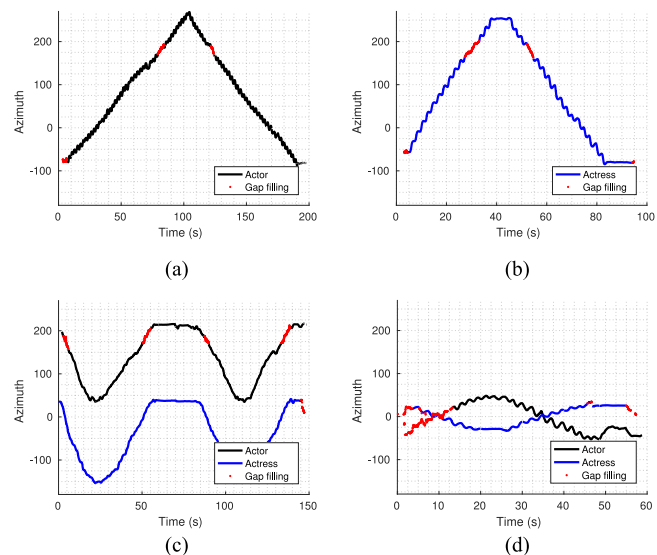 200
100
0
-100
Azimuth
Actor
Gap filling
0 50 100 150 200
Time (s)
(a)
200
100
0
-100
Azimuth
Actress
Gap filling
0 20 40 60 80 100
Time (s)
(b)
200
100
0
-100
Azimuth
Actor
Actress
Gap filling
0 50 100 150
Time (s)
(c)
200
100
0
-100
Azimuth
Actor
Actress
Gap filling
0 10 20 30 40 50 60
Time (s)
(d)